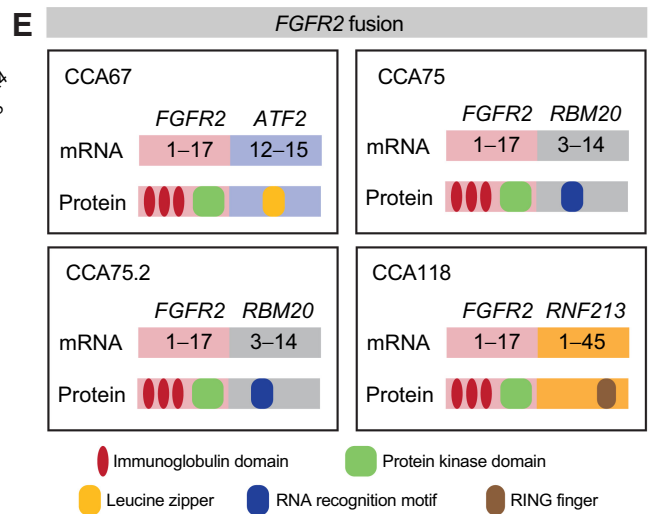 E
FGFR2 fusion
CCA67
FGFR2 ATF2
mRNA 1–17 12–15
Protein
CCA75
FGFR2 RBM20
mRNA 1–17 3–14
Protein
CCA75.2
FGFR2 RBM20
mRNA 1–17 3–14
Protein
CCA118
FGFR2 RNF213
mRNA 1–17 1–45
Protein
Immunoglobulin domain Protein kinase domain
Leucine zipper RNA recognition motif RING finger